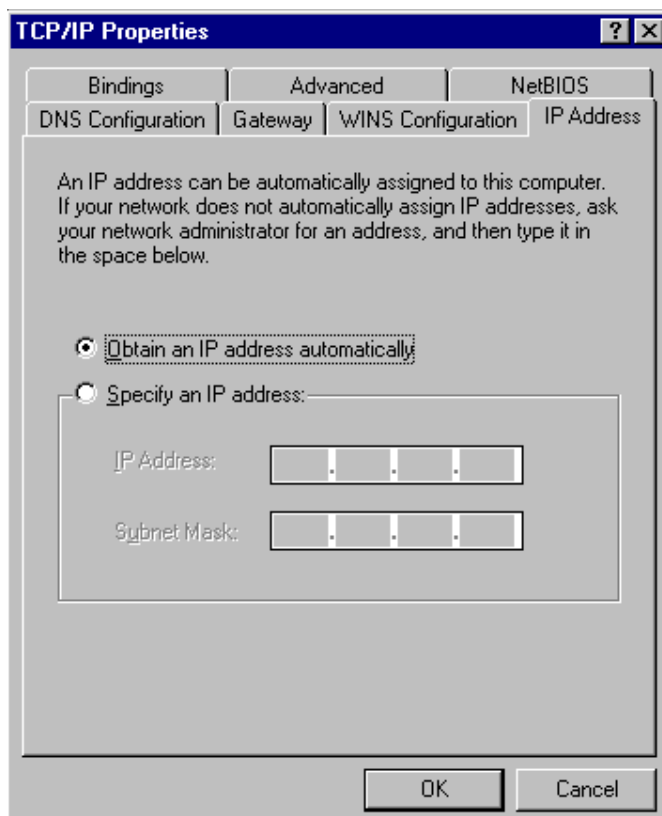 TCP/IP Properties
Bindings Advanced NetBIOS
DNS Configuration Gateway WINS Configuration IP Address
An IP address can be automatically assigned to this computer.
If your network does not automatically assign IP addresses, ask
your network administrator for an address, and then type it in
the space below.
Obtain an IP address automatically
Specify an IP address:
IP Address:
. . .
Subnet Mask:
. . .
OK Cancel